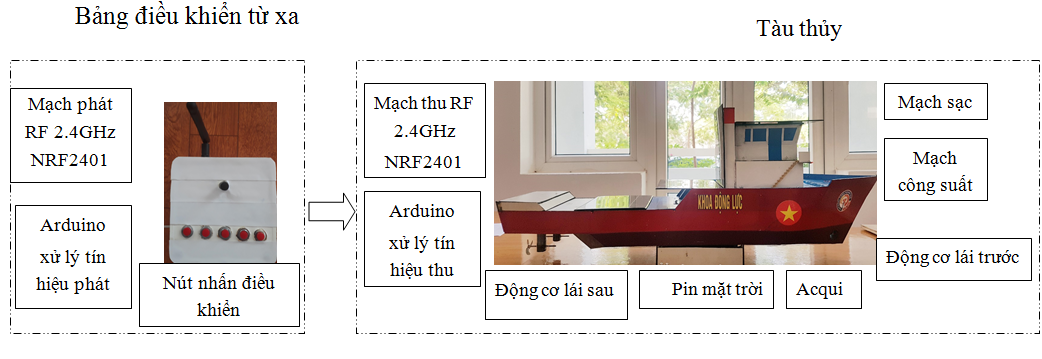 Bảng điều khiển từ xa
Tàu thủy
Mạch phát
RF 2.4GHz
NRF2401
Arduino
xử lý tín
hiệu phát
Nút nhấn điều
khiển
Mạch thu RF
2.4GHz
NRF2401
Arduino
xử lý tín
hiệu thu
KHOA ĐỘNG LỰC
Mạch sạc
Mạch
công suất
Động cơ lái trước
Động cơ lái sau
Pin mặt trời
Acqui